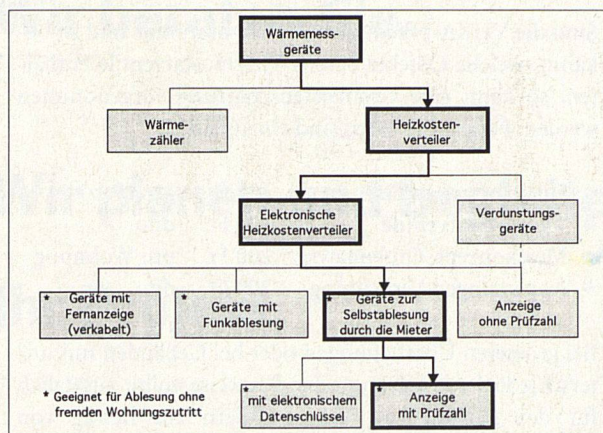 Wärmemess-
geräte
Wärme-
zähler
Heizkosten-
verteiler
Elektronische
Heizkostenverteiler
Verdunstungs-
geräte
* Geräte mit
Fernanzeige
(verkabelt)
* Geräte mit
Funkablesung
* Geräte zur
Selbstablesung
durch die Mieter
Anzeige
ohne Prüfzahl
* Geeignet für Ablesung ohne
fremden Wohnungszutritt
* mit elektronischem
Datenschlüssel
* Anzeige
mit Prüfzahl